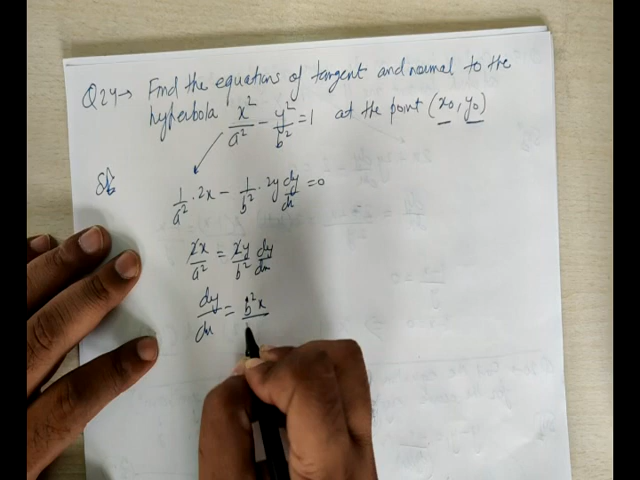 Q24→ Find the equations of tangent and normal to the
hyperbola x²/a² - y²/b² = 1 at the point (x₀, y₀)
1/a² · 2x - 1/b² · 2y dy/dx = 0
2x/a² = 2y/b² dy/dx
dy/dx = b²x